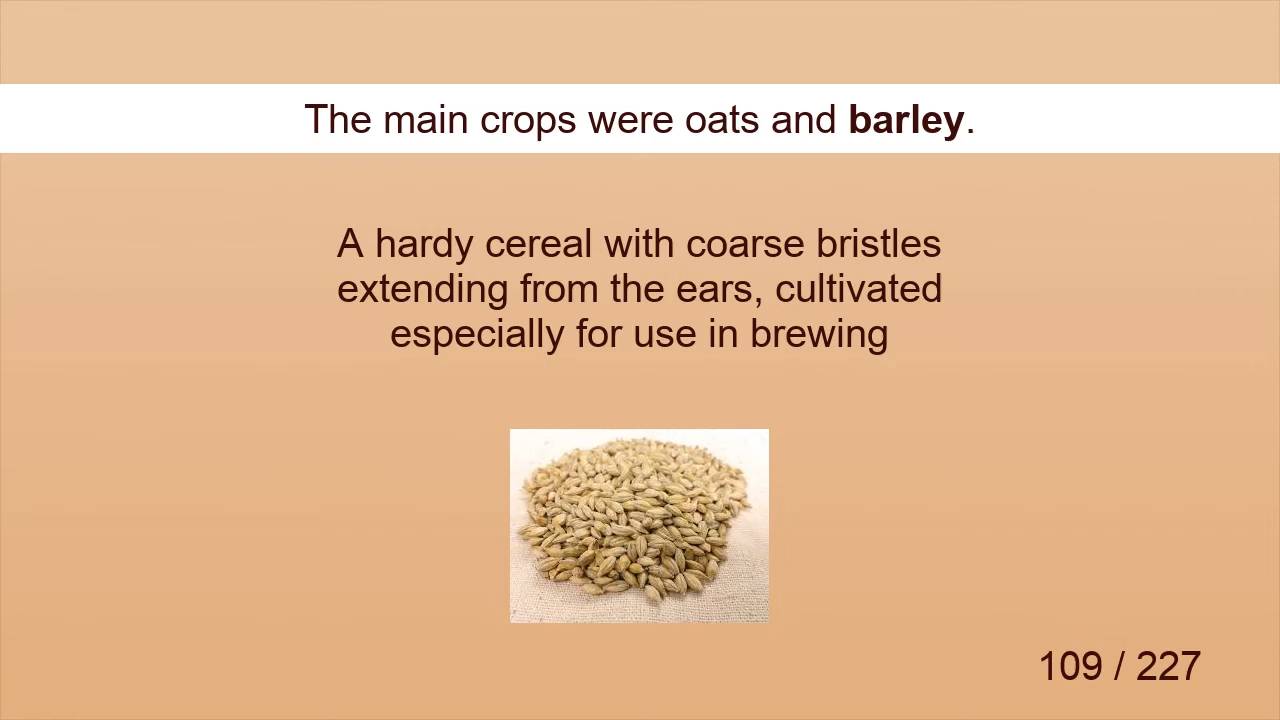 The main crops were oats and barley.
A hardy cereal with coarse bristles
extending from the ears, cultivated
especially for use in brewing
109 / 227